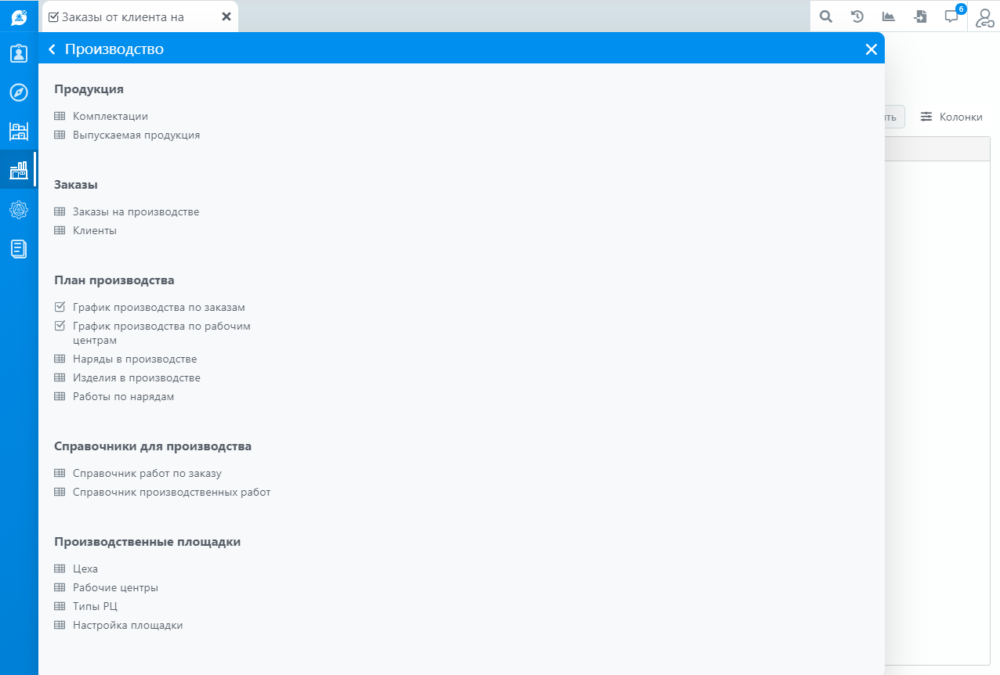 Заказы от клиента на
6
Производство
Продукция
Комплектации
Выпускаемая продукция
Заказы
Заказы на производстве
Клиенты
План производства
График производства по заказам
График производства по рабочим
центрам
Наряды в производстве
Изделия в производстве
Работы по нарядам
Справочники для производства
Справочник работ по заказу
Справочник производственных работ
Производственные площадки
Цеха
Рабочие центры
Типы РЦ
Настройка площадки
Колонки